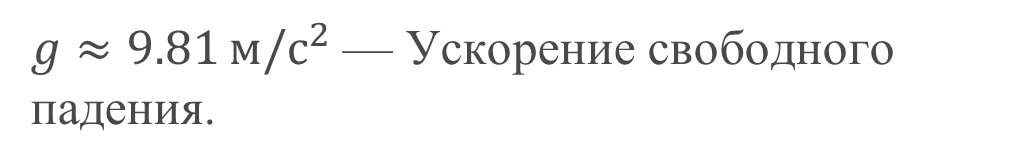 g ≈ 9.81 м/с² — Ускорение свободного
падения.